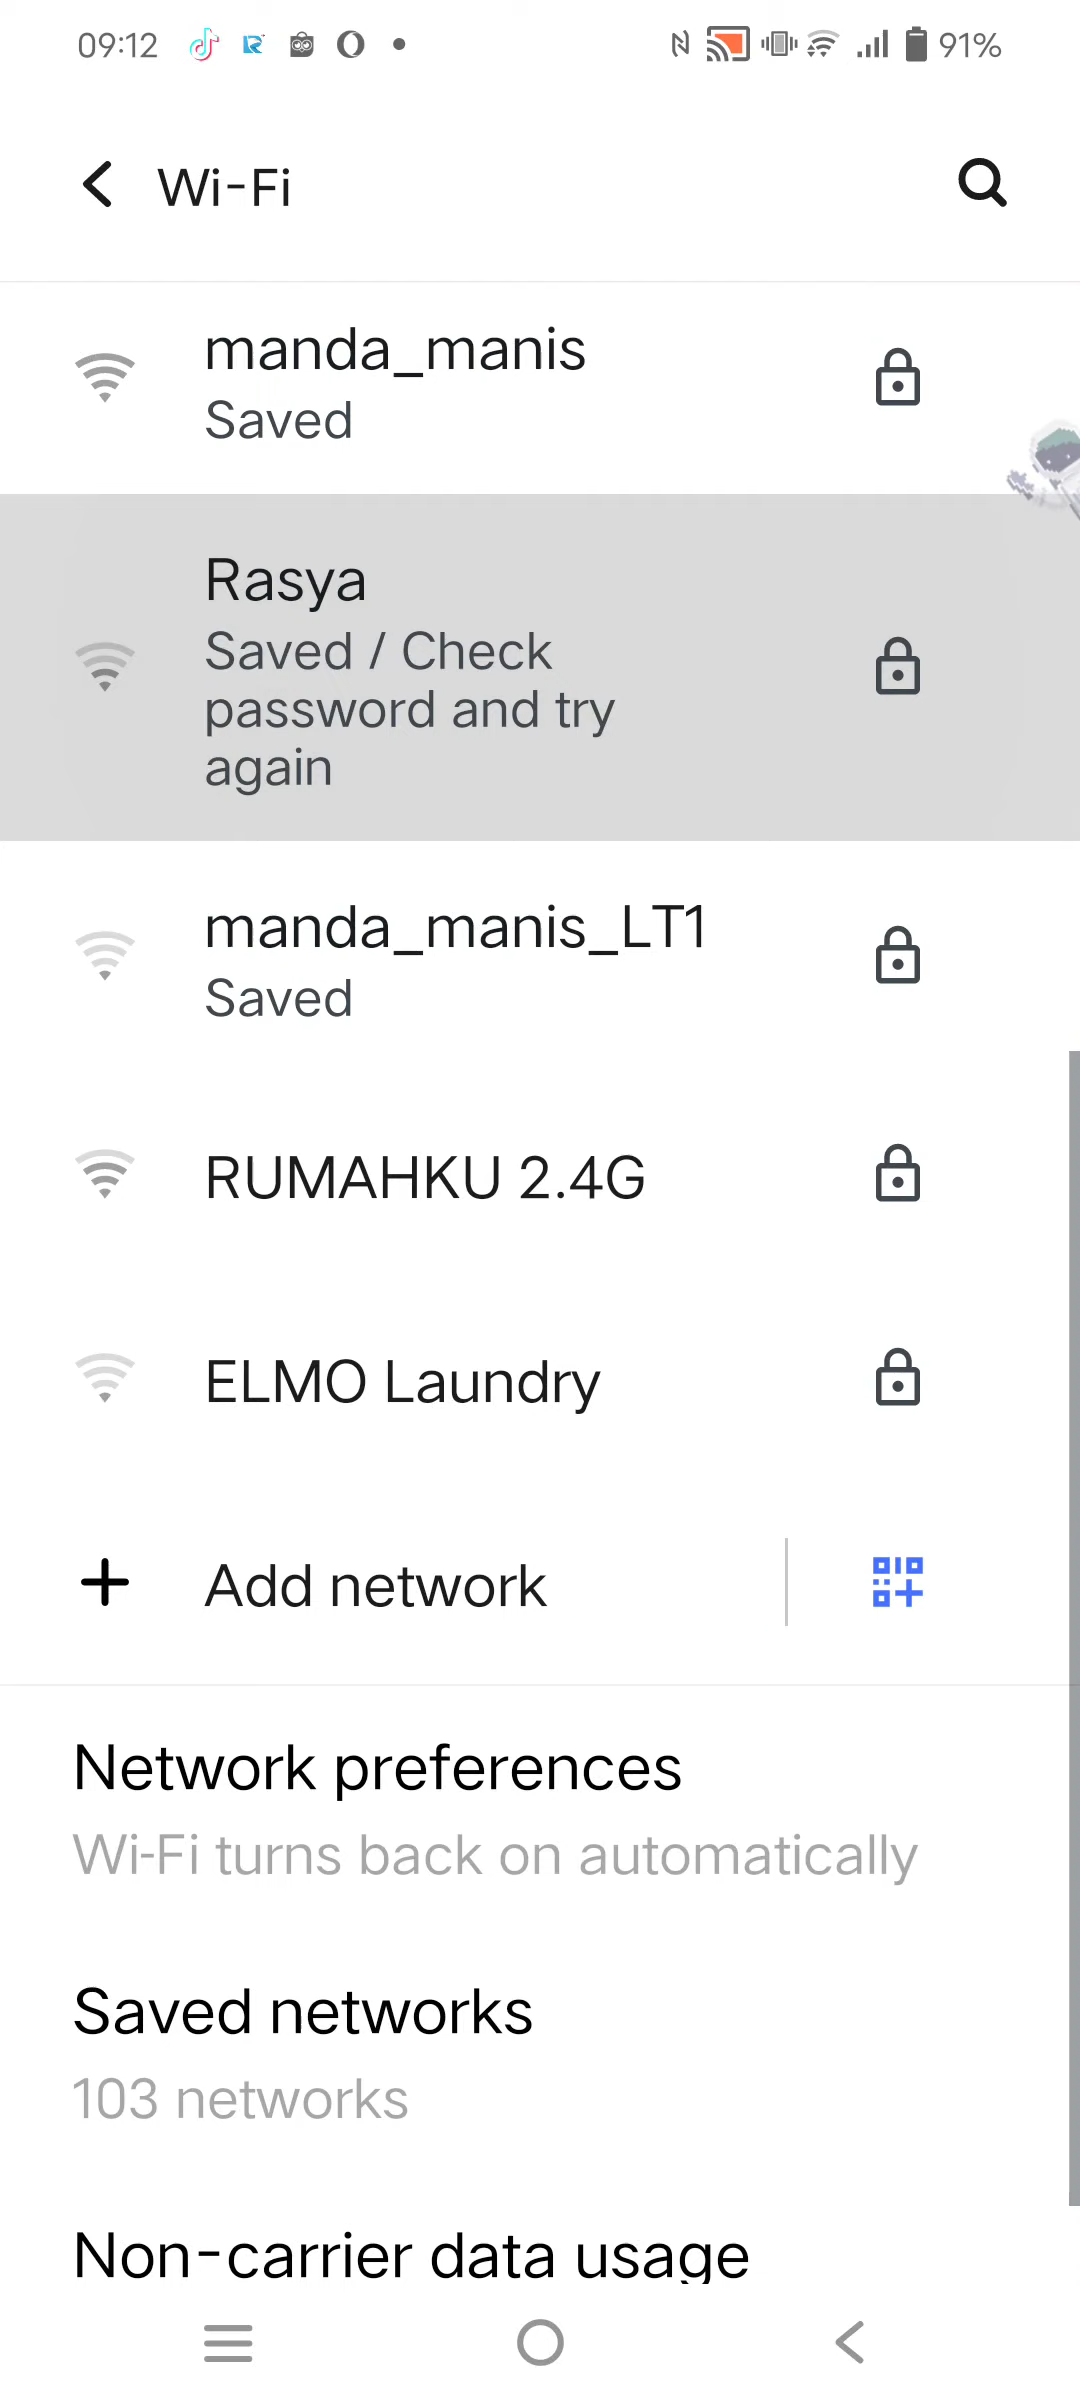 09:12
91%
Wi-Fi
manda_manis
Saved
Rasya
Saved / Check
password and try
again
manda_manis_LT1
Saved
RUMAHKU 2.4G
ELMO Laundry
Add network
Network preferences
Wi-Fi turns back on automatically
Saved networks
103 networks
Non-carrier data usage